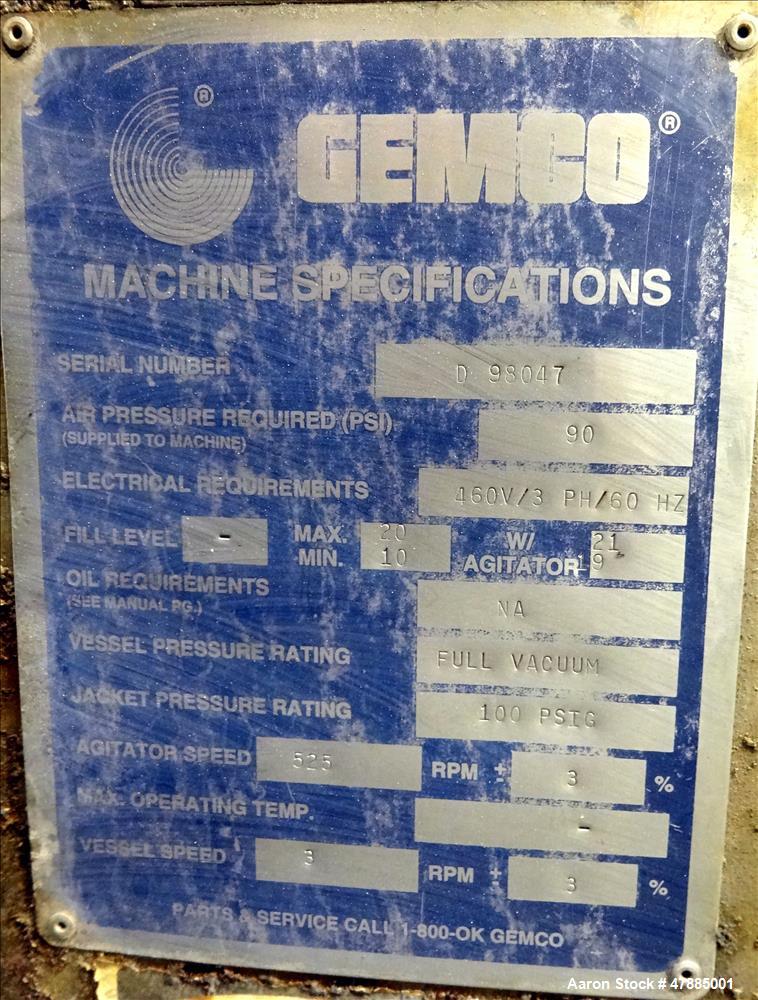 ®
GEMCO®
MACHINE SPECIFICATIONS
SERIAL NUMBER D 98047
AIR PRESSURE REQUIRED (PSI) 90
(SUPPLIED TO MACHINE)
ELECTRICAL REQUIREMENTS 460V/3 PH/60 HZ
FILL LEVEL - MAX. 20 W/ 21
MIN. 10 AGITATOR 19
OIL REQUIREMENTS NA
(SEE MANUAL PG.)
VESSEL PRESSURE RATING FULL VACUUM
JACKET PRESSURE RATING 100 PSIG
AGITATOR SPEED 525 RPM ± 3 %
MAX. OPERATING TEMP. -
VESSEL SPEED 3 RPM ± 3 %
PARTS & SERVICE CALL 1-800-OK GEMCO
Aaron Stock # 47885001